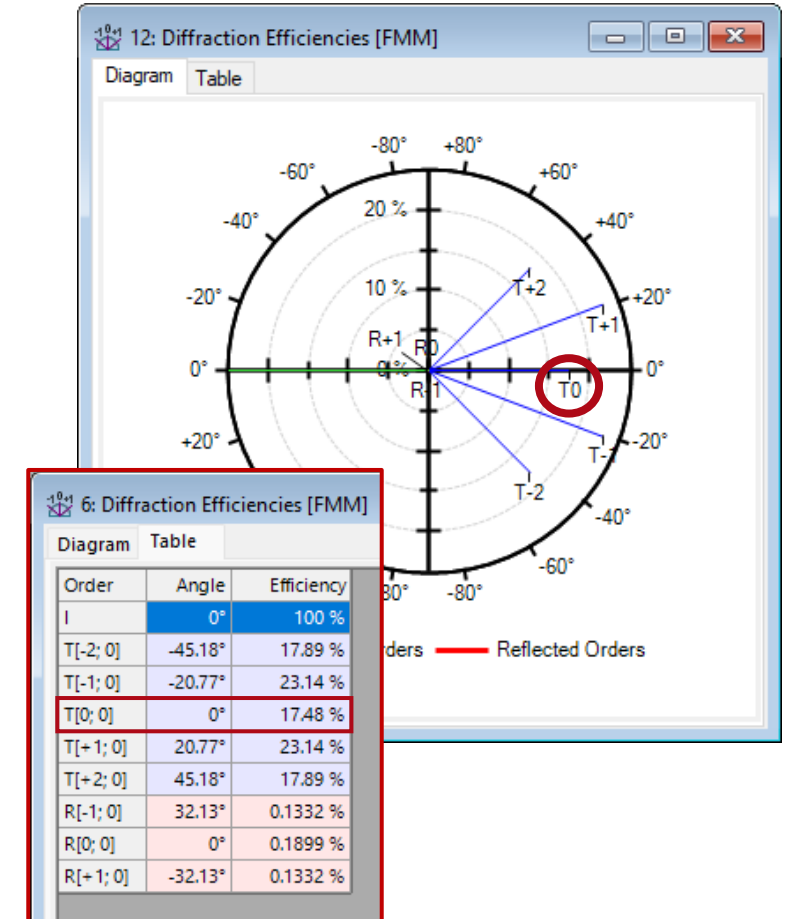 12: Diffraction Efficiencies [FMM]
Diagram Table
-80° +80°
-60° +60°
20 %
-40° +40°
T+2
10 %
-20° +20°
T+1
R+1 R0
0° 0 % 0°
R-1 T0
+20° T-1 -20°
T-2
-40°
-60°
80° -80°
ders Reflected Orders
6: Diffraction Efficiencies [FMM]
Diagram Table
Order Angle Efficiency
I 0° 100 %
T[-2; 0] -45.18° 17.89 %
T[-1; 0] -20.77° 23.14 %
T[0; 0] 0° 17.48 %
T[+1; 0] 20.77° 23.14 %
T[+2; 0] 45.18° 17.89 %
R[-1; 0] 32.13° 0.1332 %
R[0; 0] 0° 0.1899 %
R[+1; 0] -32.13° 0.1332 %